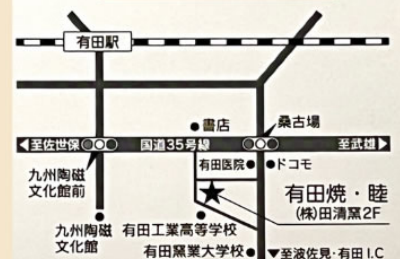 有田駅
書店
桑古場
至佐世保
国道35号線
至武雄
有田医院
ドコモ
九州陶磁
文化館前
有田焼・睦
(株)田清窯2F
九州陶磁
文化館
有田工業高等学校
有田窯業大学校
▼至波佐見・有田I.C